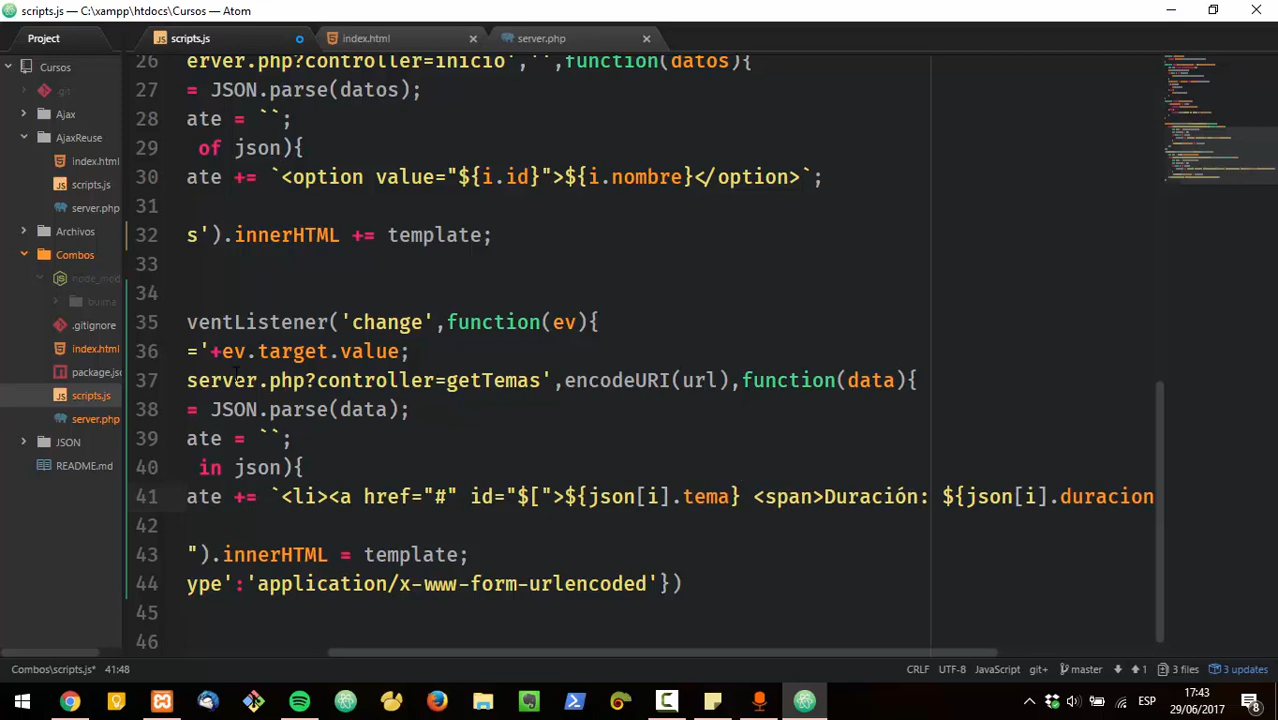 scripts.js — C:\xampp\htdocs\Cursos — Atom
Project
scripts.js
index.html
server.php
Cursos
.git
Ajax
AjaxReuse
index.html
scripts.js
server.php
Archivos
Combos
node_mod
.gitignore
index.html
package.jsc
scripts.js
server.php
JSON
README.md
26 erver.php?controller=inicio','',function(datos){
27 = JSON.parse(datos);
28 ate = ``;
29 of json){
30 ate += `<option value="${i.id}">${i.nombre}</option>`;
31
32 s').innerHTML += template;
33
34
35 ventListener('change',function(ev){
36 ='+ev.target.value;
37 server.php?controller=getTemas',encodeURI(url),function(data){
38 = JSON.parse(data);
39 ate = ``;
40 in json){
41 ate += `<li><a href="#" id="$[">${json[i].tema} <span>Duración: ${json[i].duracion
42
43 ").innerHTML = template;
44 ype':'application/x-www-form-urlencoded'})
45
46
Combos\scripts.js* 41:48 CRLF UTF-8 JavaScript git+ master 1 3 files 3 updates
ESP 17:43
29/06/2017 8